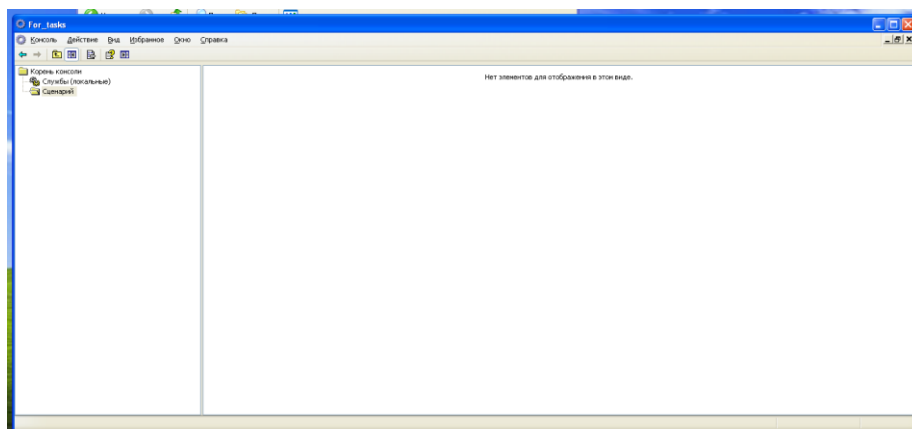 For_tasks
Консоль Действие Вид Избранное Окно Справка
Корень консоли
Службы (локальные)
Сценарий
Нет элементов для отображения в этом виде.